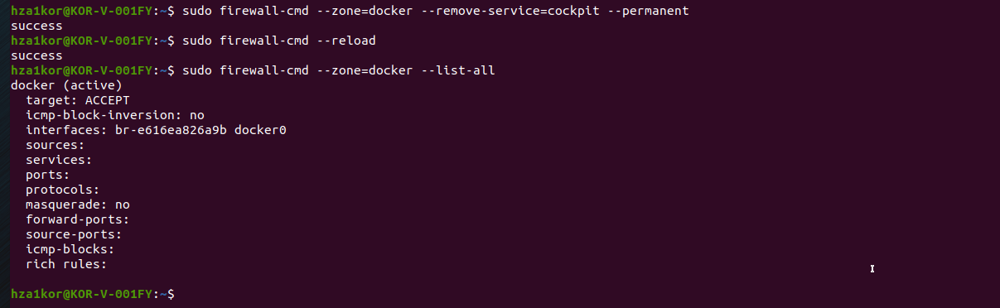 hza1kor@KOR-V-001FY:~$ sudo firewall-cmd --zone=docker --remove-service=cockpit --permanent
success
hza1kor@KOR-V-001FY:~$ sudo firewall-cmd --reload
success
hza1kor@KOR-V-001FY:~$ sudo firewall-cmd --zone=docker --list-all
docker (active)
  target: ACCEPT
  icmp-block-inversion: no
  interfaces: br-e616ea826a9b docker0
  sources:
  services:
  ports:
  protocols:
  masquerade: no
  forward-ports:
  source-ports:
  icmp-blocks:
  rich rules:

hza1kor@KOR-V-001FY:~$